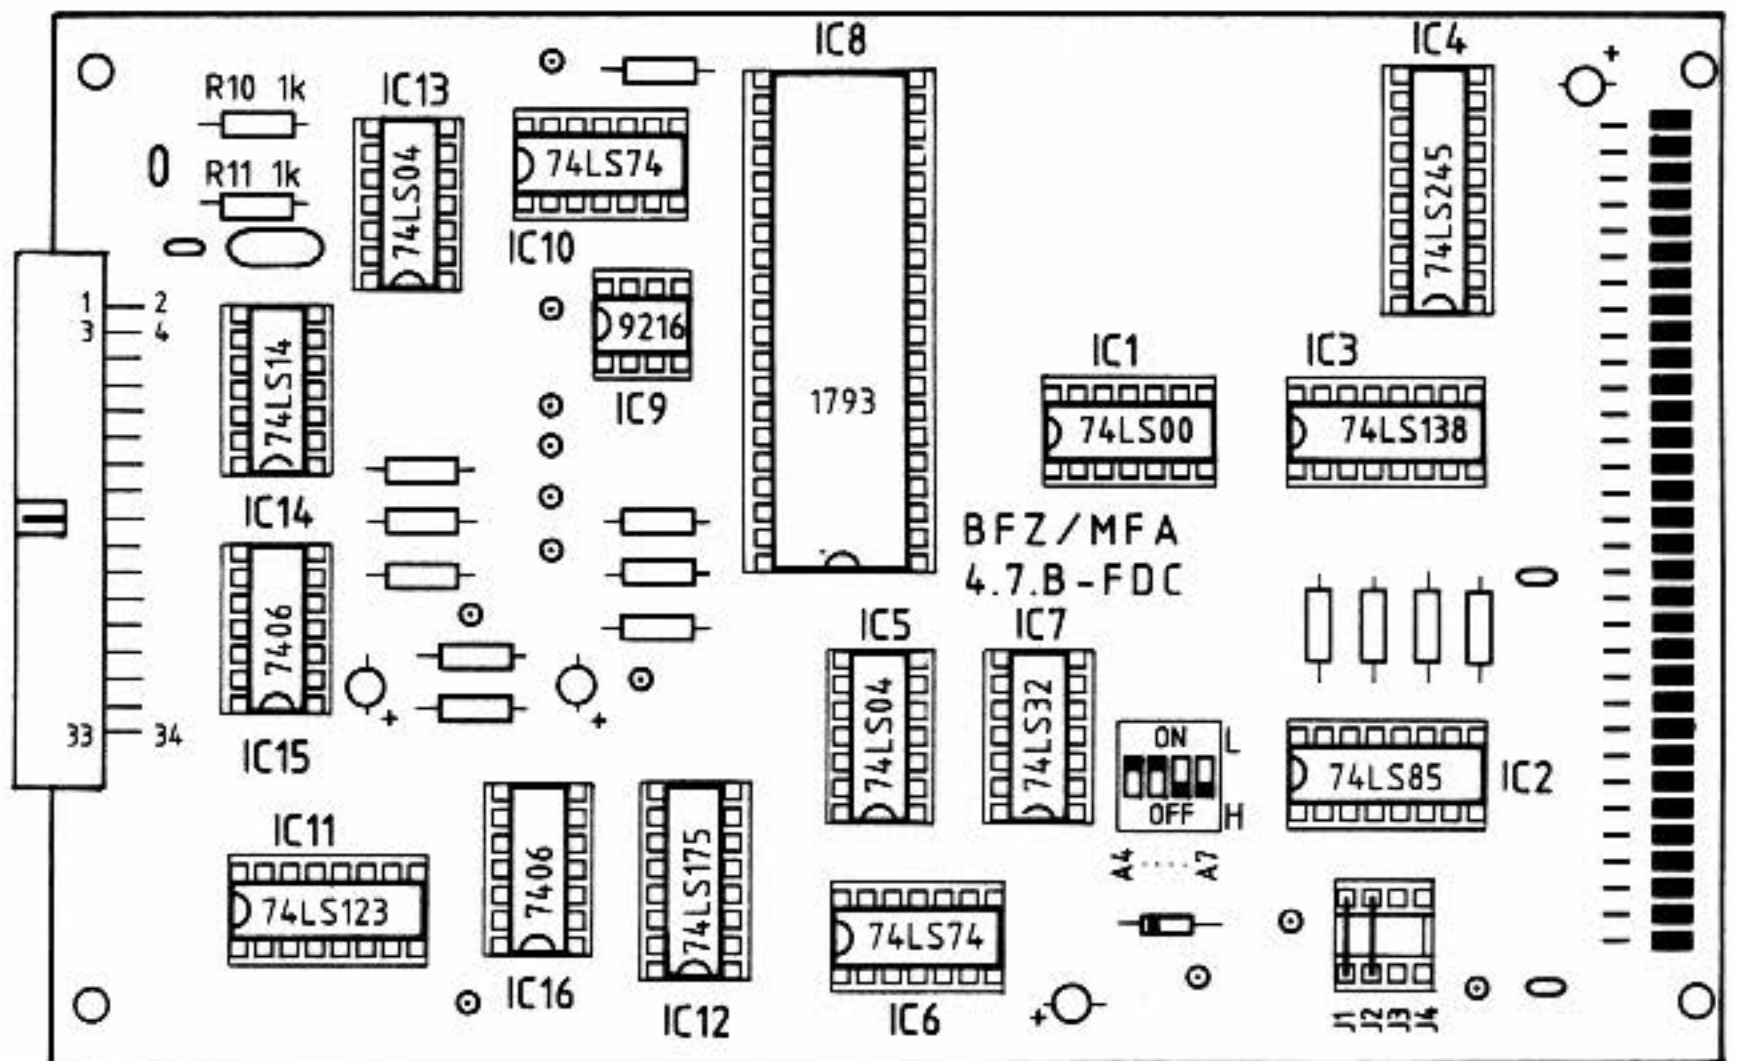 IC8
IC4
+
R10 1k
IC13
R11 1k
74LS04
74LS74
IC10
74LS245
1 2
3 4
74LS14
9216
IC9
1793
IC1
IC3
74LS00
74LS138
IC14
BFZ/MFA
4.7.B-FDC
7406
IC5
IC7
33 34
+
+
IC15
74LS04
74LS32
ON L
OFF H
74LS85
IC2
IC11
74LS123
7406
IC16
74LS175
IC12
74LS74
IC6
A4 ····· A7
+
J1 J2 J3 J4